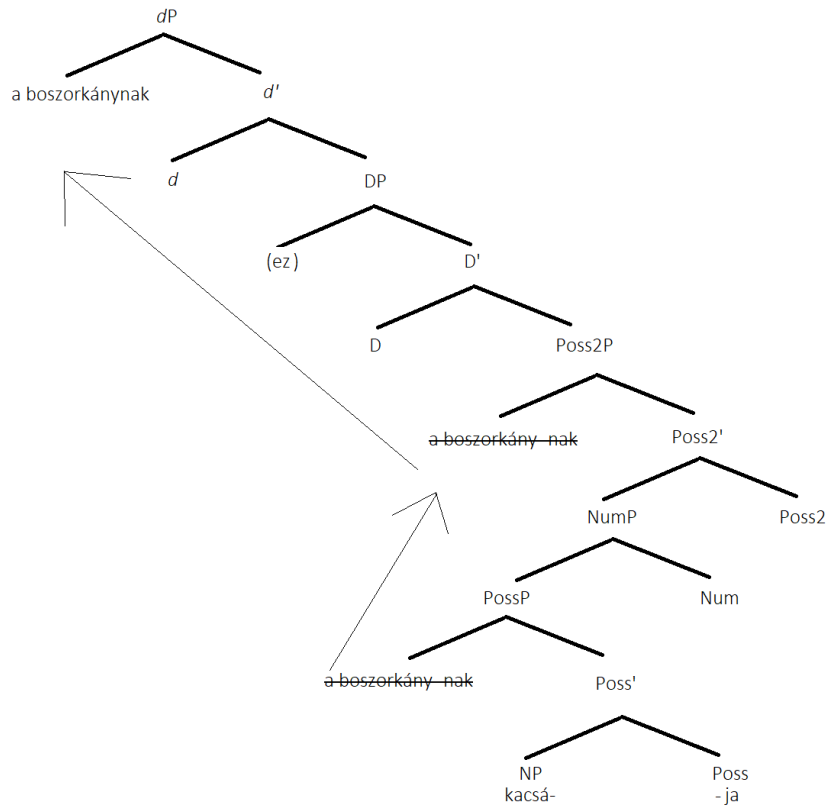 dP
a boszorkánynak
d'
d
DP
(ez)
D'
D
Poss2P
a boszorkány -nak
Poss2'
NumP
Poss2
PossP
Num
a boszorkány -nak
Poss'
NP
Poss
kacsá-
- ja